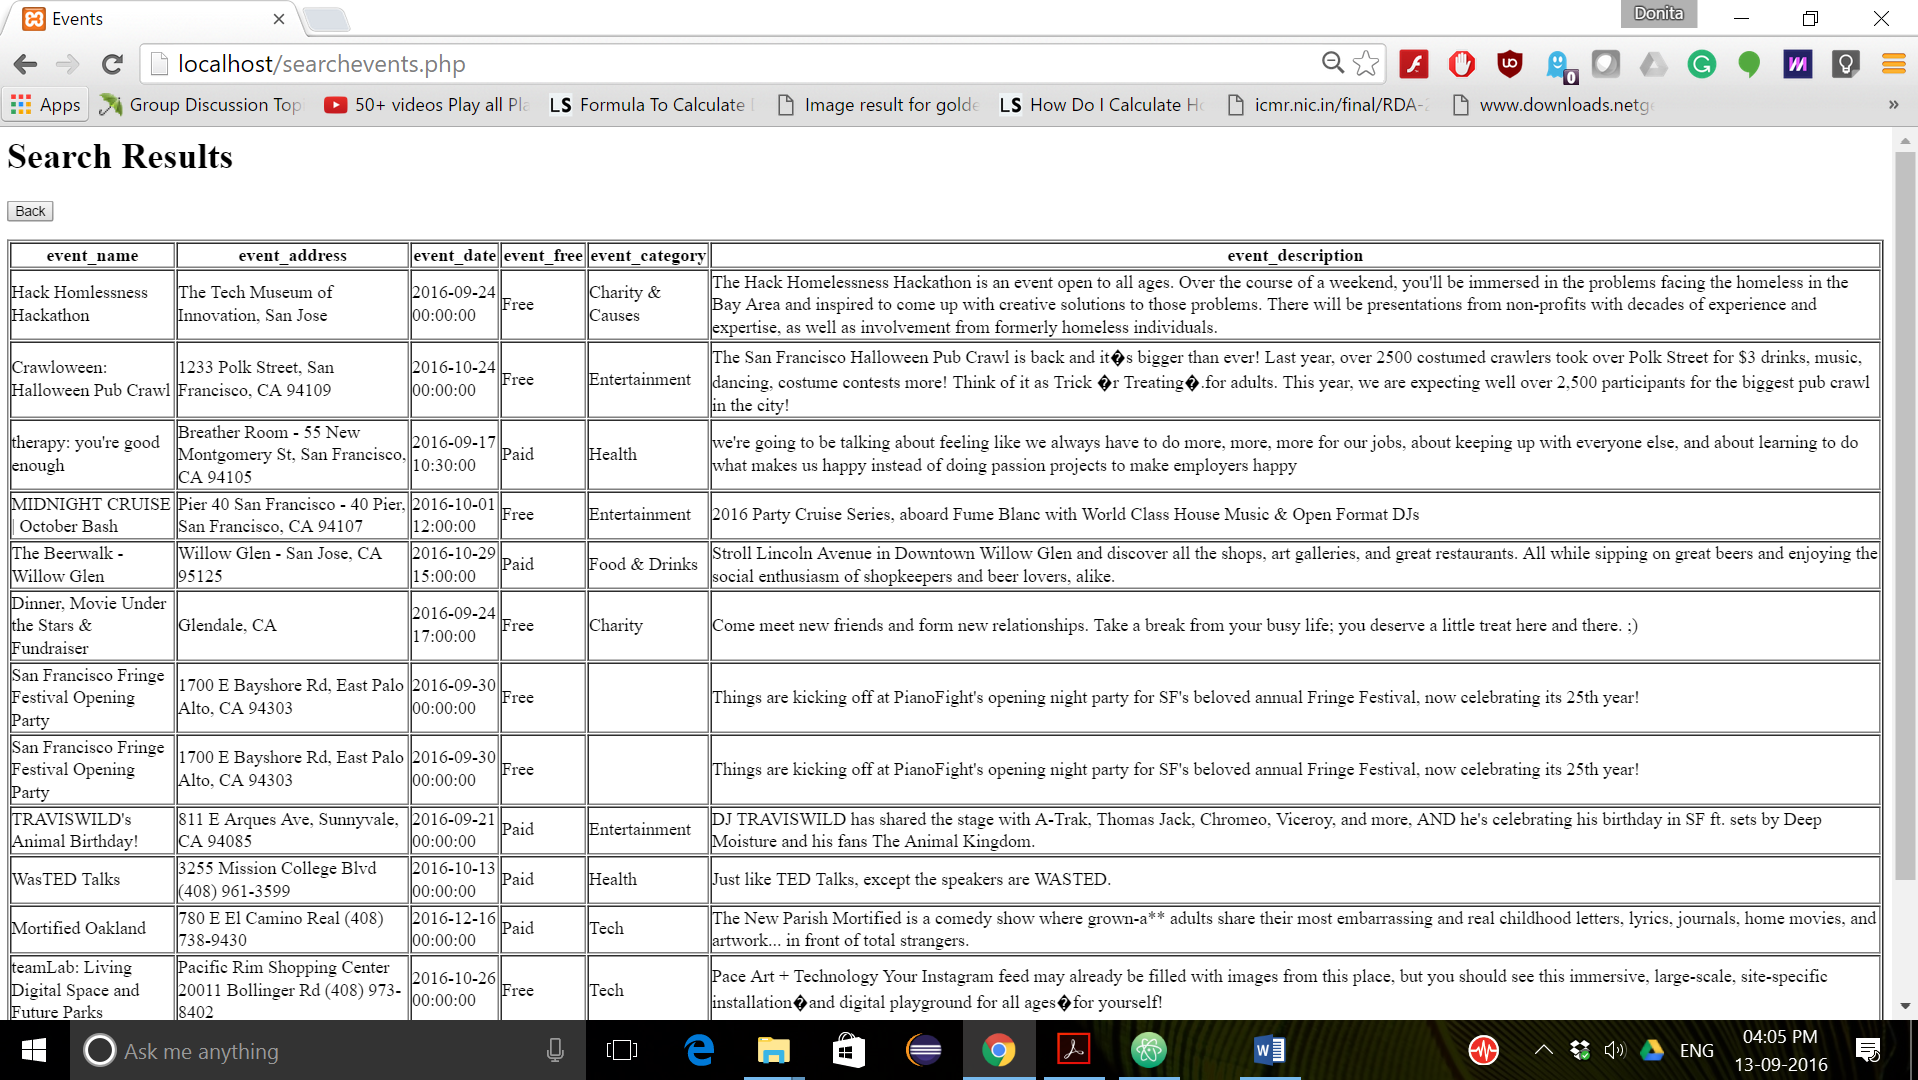 Events
Donita
localhost/searchevents.php
0
Apps
Group Discussion Top
50+ videos Play all Pla
LS Formula To Calculate
Image result for golde
LS How Do I Calculate Ho
icmr.nic.in/final/RDA-
www.downloads.netge
»
Search Results
Back
event_name event_address event_date event_free event_category event_description
Hack Homlessness
Hackathon
The Tech Museum of
Innovation, San Jose
2016-09-24
00:00:00
Free
Charity &
Causes
The Hack Homelessness Hackathon is an event open to all ages. Over the course of a weekend, you'll be immersed in the problems facing the homeless in the
Bay Area and inspired to come up with creative solutions to those problems. There will be presentations from non-profits with decades of experience and
expertise, as well as involvement from formerly homeless individuals.
Crawloween:
Halloween Pub Crawl
1233 Polk Street, San
Francisco, CA 94109
2016-10-24
00:00:00
Free
Entertainment
The San Francisco Halloween Pub Crawl is back and it�s bigger than ever! Last year, over 2500 costumed crawlers took over Polk Street for $3 drinks, music,
dancing, costume contests more! Think of it as Trick �r Treating�.for adults. This year, we are expecting well over 2,500 participants for the biggest pub crawl
in the city!
therapy: you're good
enough
Breather Room - 55 New
Montgomery St, San Francisco,
CA 94105
2016-09-17
10:30:00
Paid
Health
we're going to be talking about feeling like we always have to do more, more, more for our jobs, about keeping up with everyone else, and about learning to do
what makes us happy instead of doing passion projects to make employers happy
MIDNIGHT CRUISE
| October Bash
Pier 40 San Francisco - 40 Pier,
San Francisco, CA 94107
2016-10-01
12:00:00
Free
Entertainment
2016 Party Cruise Series, aboard Fume Blanc with World Class House Music & Open Format DJs
The Beerwalk -
Willow Glen
Willow Glen - San Jose, CA
95125
2016-10-29
15:00:00
Paid
Food & Drinks
Stroll Lincoln Avenue in Downtown Willow Glen and discover all the shops, art galleries, and great restaurants. All while sipping on great beers and enjoying the
social enthusiasm of shopkeepers and beer lovers, alike.
Dinner, Movie Under
the Stars &
Fundraiser
Glendale, CA
2016-09-24
17:00:00
Free
Charity
Come meet new friends and form new relationships. Take a break from your busy life; you deserve a little treat here and there. ;)
San Francisco Fringe
Festival Opening
Party
1700 E Bayshore Rd, East Palo
Alto, CA 94303
2016-09-30
00:00:00
Free
Things are kicking off at PianoFight's opening night party for SF's beloved annual Fringe Festival, now celebrating its 25th year!
San Francisco Fringe
Festival Opening
Party
1700 E Bayshore Rd, East Palo
Alto, CA 94303
2016-09-30
00:00:00
Free
Things are kicking off at PianoFight's opening night party for SF's beloved annual Fringe Festival, now celebrating its 25th year!
TRAVISWILD's
Animal Birthday!
811 E Arques Ave, Sunnyvale,
CA 94085
2016-09-21
00:00:00
Paid
Entertainment
DJ TRAVISWILD has shared the stage with A-Trak, Thomas Jack, Chromeo, Viceroy, and more, AND he's celebrating his birthday in SF ft. sets by Deep
Moisture and his fans The Animal Kingdom.
WasTED Talks
3255 Mission College Blvd
(408) 961-3599
2016-10-13
00:00:00
Paid
Health
Just like TED Talks, except the speakers are WASTED.
Mortified Oakland
780 E El Camino Real (408)
738-9430
2016-12-16
00:00:00
Paid
Tech
The New Parish Mortified is a comedy show where grown-a** adults share their most embarrassing and real childhood letters, lyrics, journals, home movies, and
artwork... in front of total strangers.
teamLab: Living
Digital Space and
Future Parks
Pacific Rim Shopping Center
20011 Bollinger Rd (408) 973-
8402
2016-10-26
00:00:00
Free
Tech
Pace Art + Technology Your Instagram feed may already be filled with images from this place, but you should see this immersive, large-scale, site-specific
installation�and digital playground for all ages�for yourself!
Ask me anything
ENG
04:05 PM
13-09-2016